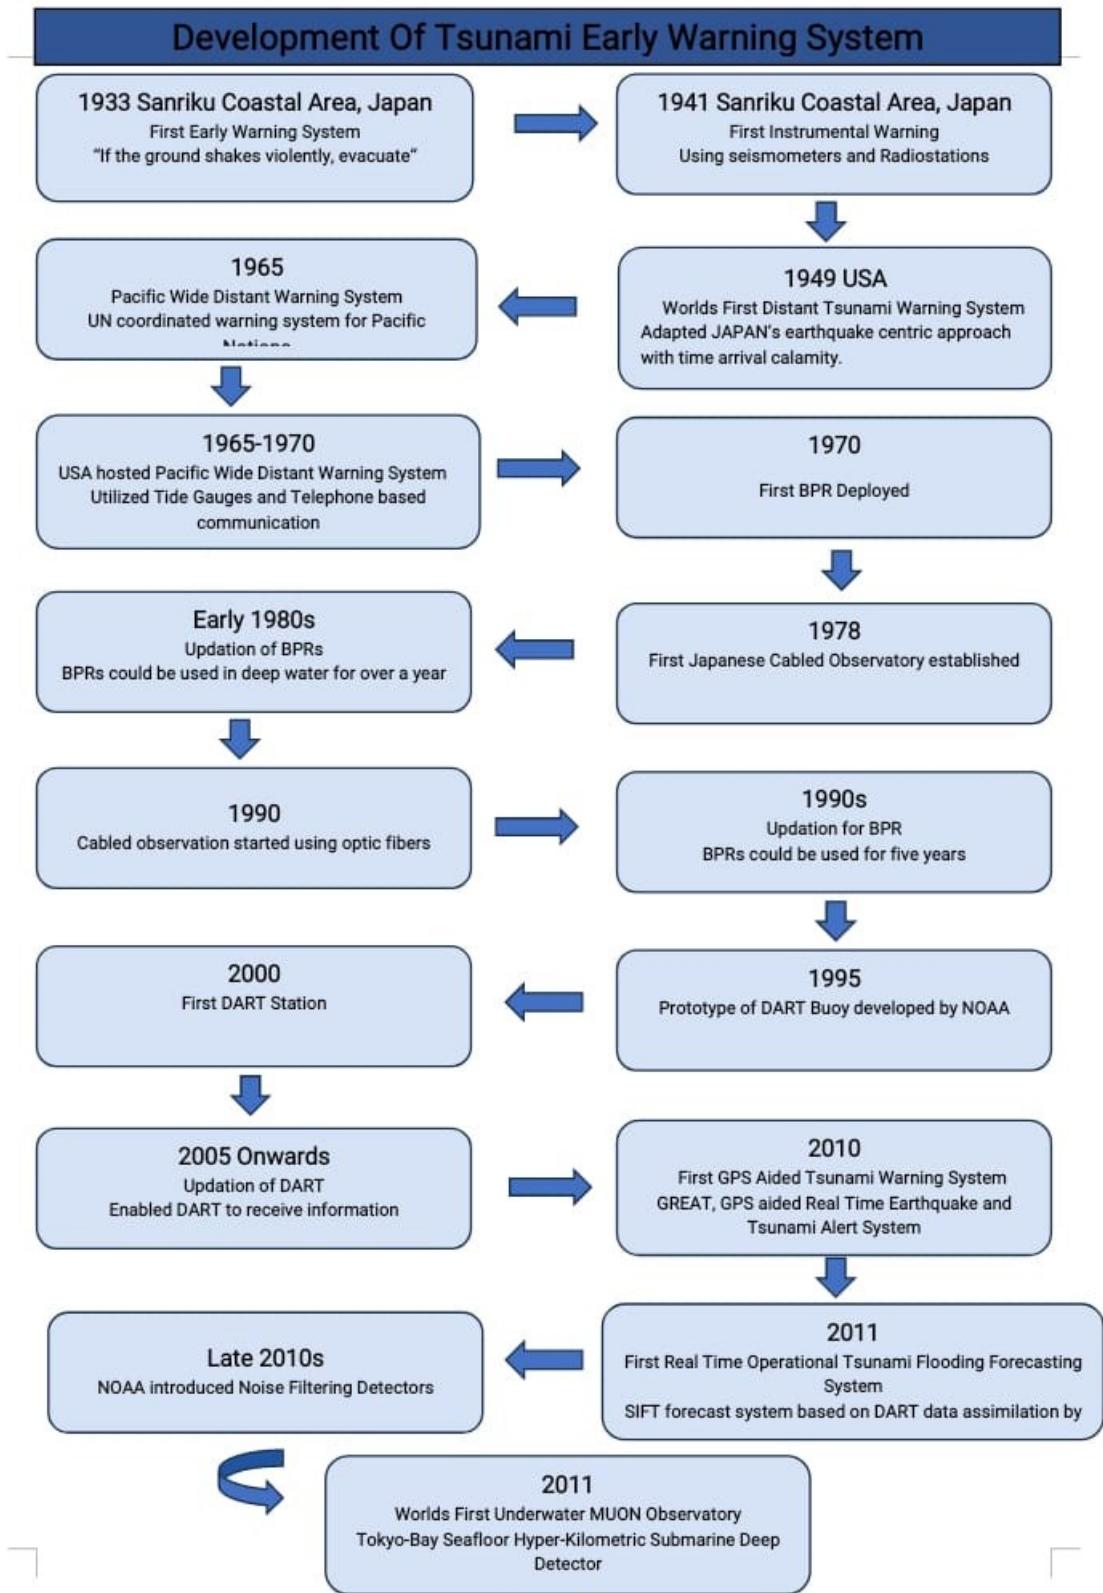 Development Of Tsunami Early Warning System
1933 Sanriku Coastal Area, Japan
First Early Warning System
“If the ground shakes violently, evacuate“
1941 Sanriku Coastal Area, Japan
First Instrumental Warning
Using seismometers and Radiostations
1949 USA
Worlds First Distant Tsunami Warning System
Adapted JAPAN's earthquake centric approach
with time arrival calamity.
1965
Pacific Wide Distant Warning System
UN coordinated warning system for Pacific
Nations
1965-1970
USA hosted Pacific Wide Distant Warning System
Utilized Tide Gauges and Telephone based
communication
1970
First BPR Deployed
1978
First Japanese Cabled Observatory established
Early 1980s
Updation of BPRs
BPRs could be used in deep water for over a year
1990
Cabled observation started using optic fibers
1990s
Updation for BPR
BPRs could be used for five years
1995
Prototype of DART Buoy developed by NOAA
2000
First DART Station
2005 Onwards
Updation of DART
Enabled DART to receive information
2010
First GPS Aided Tsunami Warning System
GREAT, GPS aided Real Time Earthquake and
Tsunami Alert System
2011
First Real Time Operational Tsunami Flooding Forecasting
System
SIFT forecast system based on DART data assimilation by
Late 2010s
NOAA introduced Noise Filtering Detectors
2011
Worlds First Underwater MUON Observatory
Tokyo-Bay Seafloor Hyper-Kilometric Submarine Deep
Detector